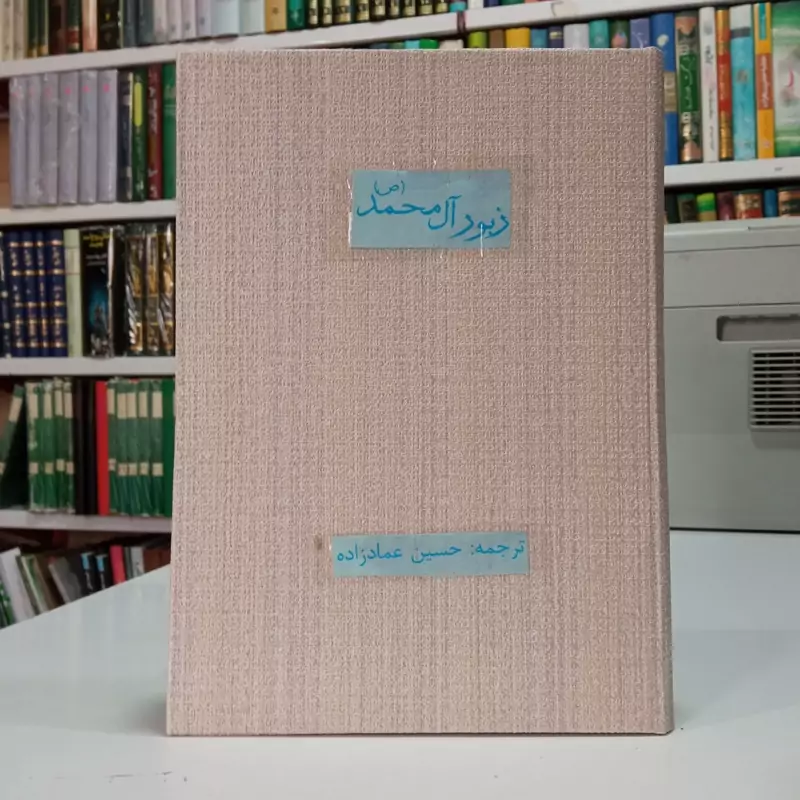 زبور آل محمد (ص)
ترجمه: حسین عمادزاده